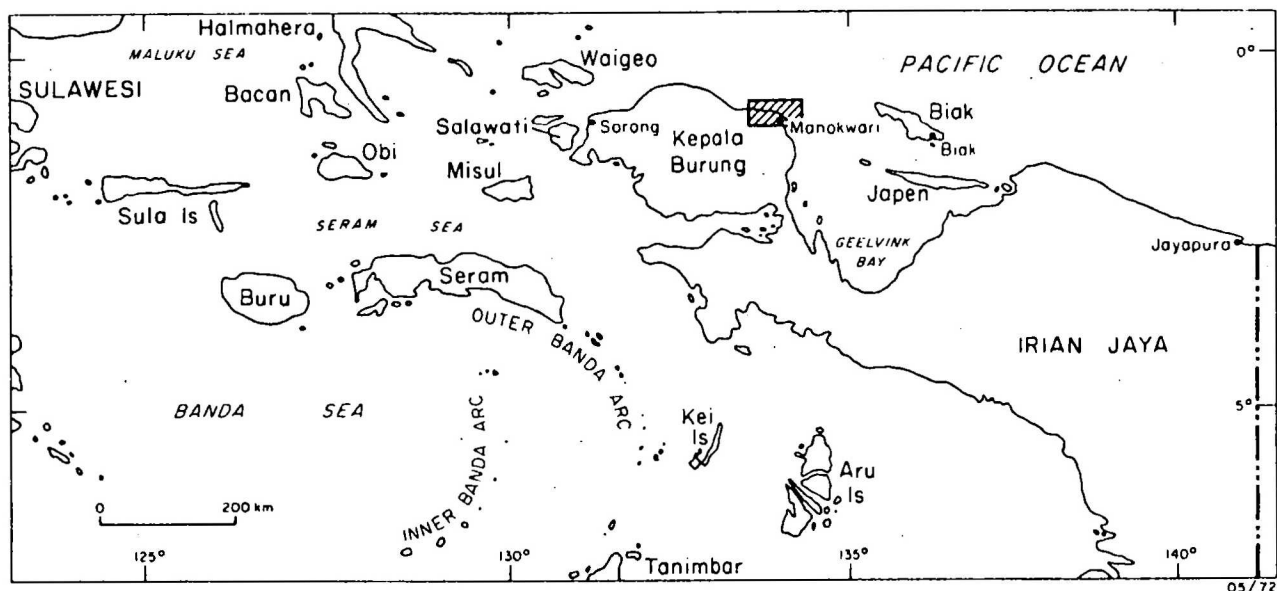 Halmahera
MALUKU SEA
SULAWESI
Bacan
Waigeo
PACIFIC OCEAN
0°
Salawati
Sorong
Kepala
Burung
Manokwari
Biak
Biak
Obi
Misul
Japen
Sula Is
SERAM SEA
GEELVINK
BAY
Jayapura
Buru
Seram
OUTER BANDA ARC
IRIAN JAYA
BANDA SEA
5°
Kei
Is
Aru
Is
INNER BANDA ARC
0 200 km
125°
130°
135°
140°
Tanimbar
05/72